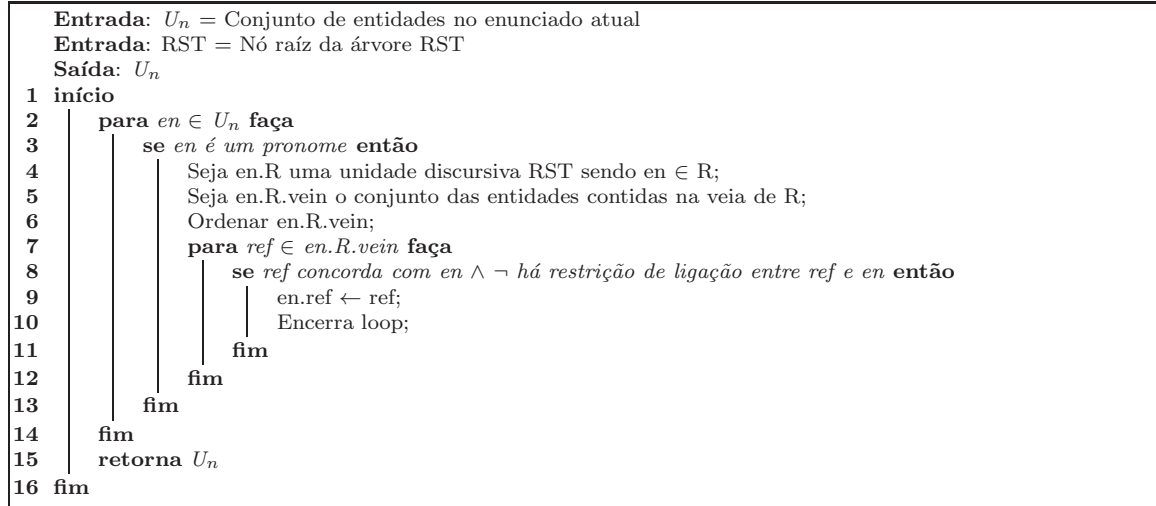 Entrada: Uₙ = Conjunto de entidades no enunciado atual
Entrada: RST = Nó raíz da árvore RST
Saída: Uₙ
1 início
2 para en ∈ Uₙ faça
3 se en é um pronome então
4 Seja en.R uma unidade discursiva RST sendo en ∈ R;
5 Seja en.R.vein o conjunto das entidades contidas na veia de R;
6 Ordenar en.R.vein;
7 para ref ∈ en.R.vein faça
8 se ref concorda com en ∧ ¬ há restrição de ligação entre ref e en então
9 en.ref ← ref;
10 Encerra loop;
11 fim
12 fim
13 fim
14 fim
15 retorna Uₙ
16 fim